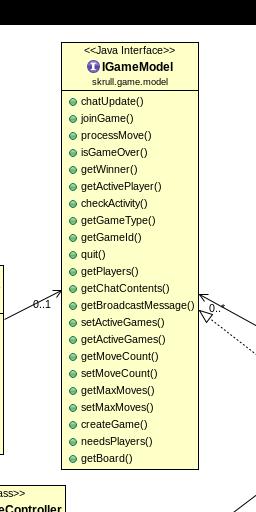 <<Java Interface>>
IGameModel
skrull.game.model
chatUpdate()
joinGame()
processMove()
isGameOver()
getWinner()
getActivePlayer()
checkActivity()
getGameType()
getGameId()
quit()
getPlayers()
getChatContents()
0..1
getBroadcastMessage()
0..*
setActiveGames()
getActiveGames()
getMoveCount()
setMoveCount()
getMaxMoves()
setMaxMoves()
createGame()
needsPlayers()
getBoard()
ass>>
eController